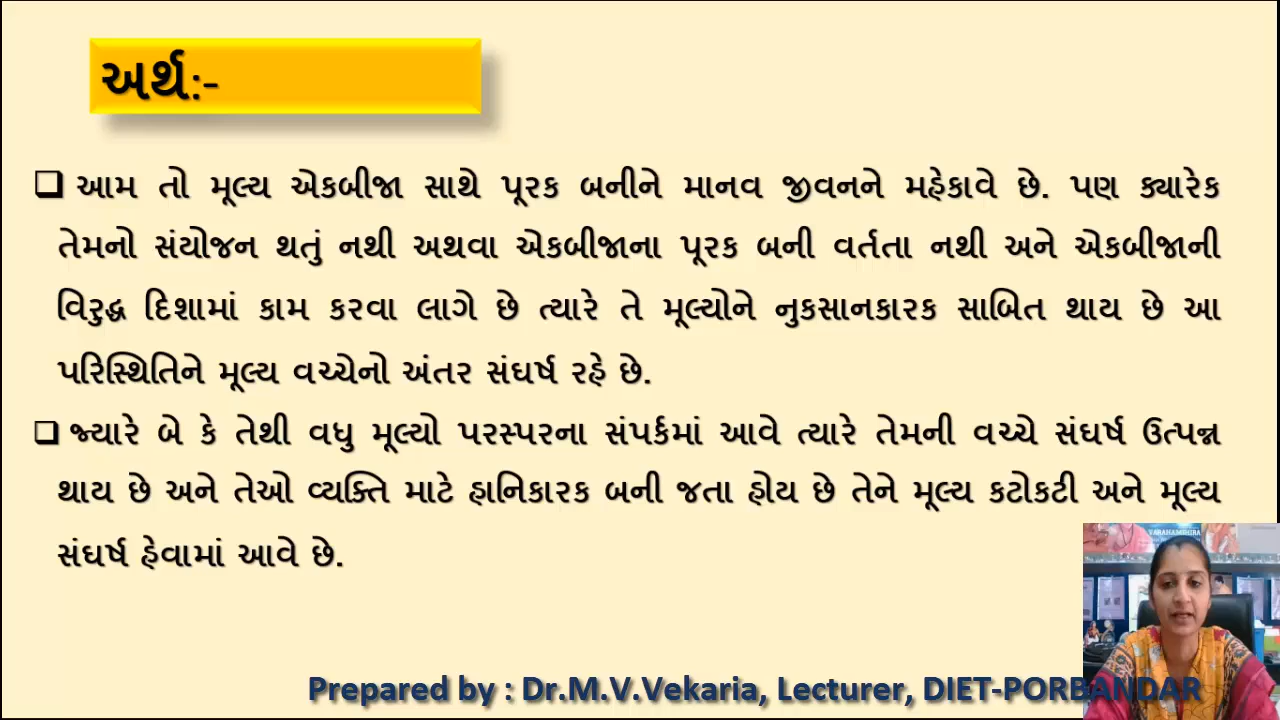 અર્થ:-
❑ આમ તો મૂલ્ય એકબીજા સાથે પૂરક બનીને માનવ જીવનને મહેકાવે છે. પણ ક્યારેક
તેમનો સંયોજન થતું નથી અથવા એકબીજાના પૂરક બની વર્તતા નથી અને એકબીજાની
વિરુદ્ધ દિશામાં કામ કરવા લાગે છે ત્યારે તે મૂલ્યોને નુકસાનકારક સાબિત થાય છે આ
પરિસ્થિતિને મૂલ્ય વચ્ચેનો અંતર સંઘર્ષ રહે છે.
❑ જ્યારે બે કે તેથી વધુ મૂલ્યો પરસ્પરના સંપર્કમાં આવે ત્યારે તેમની વચ્ચે સંઘર્ષ ઉત્પન્ન
થાય છે અને તેઓ વ્યક્તિ માટે હાનિકારક બની જતા હોય છે તેને મૂલ્ય કટોકટી અને મૂલ્ય
સંઘર્ષ હેવામાં આવે છે.
VARAHAMIHIRA
Prepared by : Dr.M.V.Vekaria, Lecturer, DIET-PORBANDAR